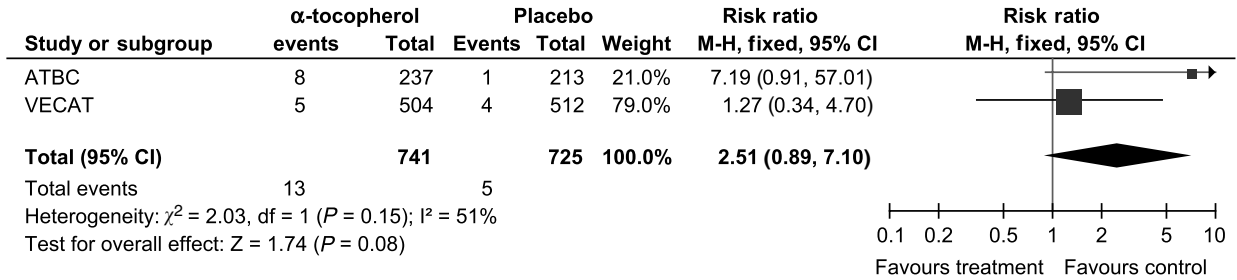 α-tocopherol Placebo Risk ratio Risk ratio
Study or subgroup events Total Events Total Weight M-H, fixed, 95% CI M-H, fixed, 95% CI
ATBC 8 237 1 213 21.0% 7.19 (0.91, 57.01)
VECAT 5 504 4 512 79.0% 1.27 (0.34, 4.70)
Total (95% CI) 741 725 100.0% 2.51 (0.89, 7.10)
Total events 13 5
Heterogeneity: χ² = 2.03, df = 1 (P = 0.15); I² = 51%
Test for overall effect: Z = 1.74 (P = 0.08)
0.1 0.2 0.5 1 2 5 10
Favours treatment Favours control